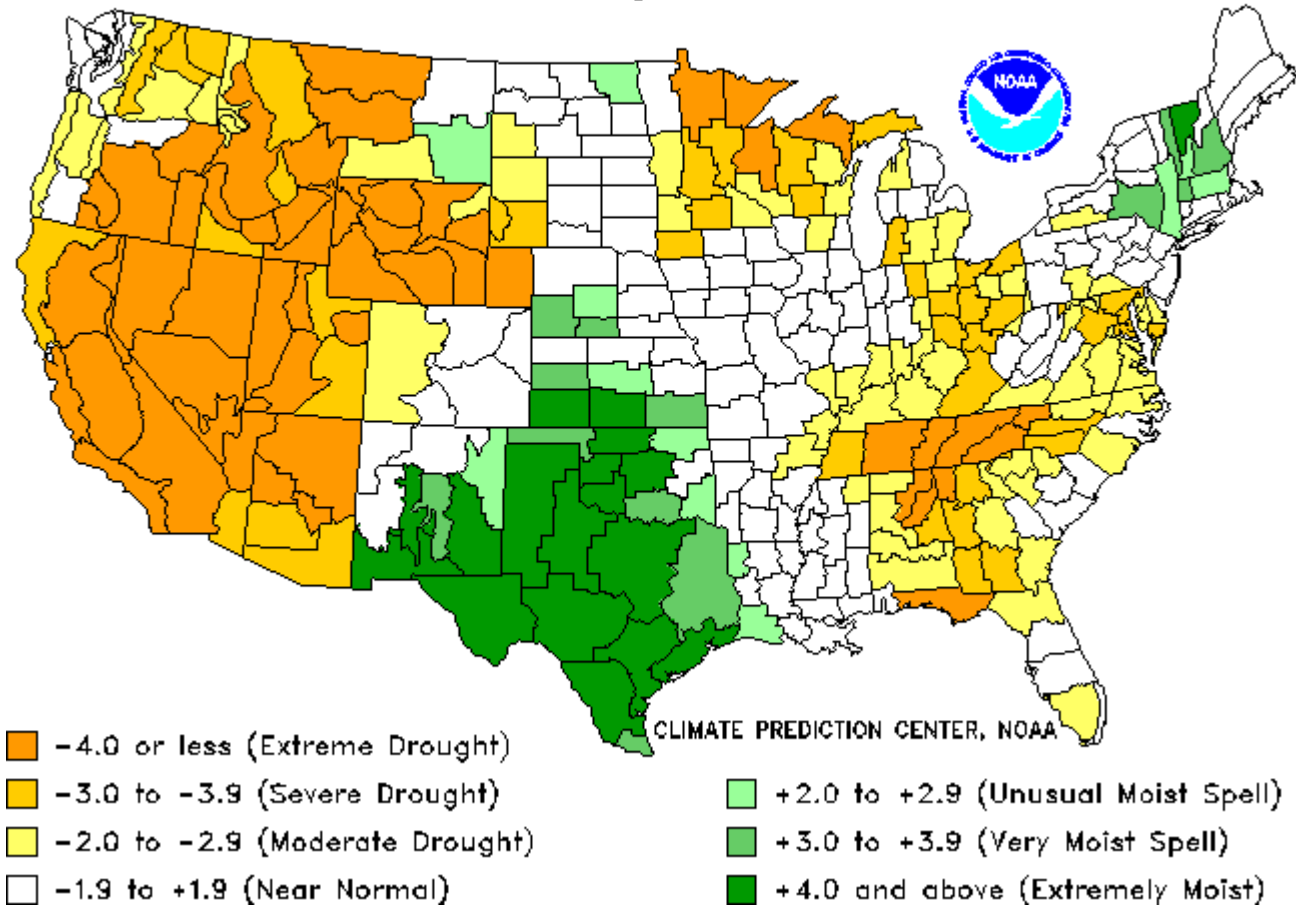 NOAA
CLIMATE PREDICTION CENTER, NOAA
-4.0 or less (Extreme Drought)
-3.0 to -3.9 (Severe Drought)
-2.0 to -2.9 (Moderate Drought)
-1.9 to +1.9 (Near Normal)
+2.0 to +2.9 (Unusual Moist Spell)
+3.0 to +3.9 (Very Moist Spell)
+4.0 and above (Extremely Moist)